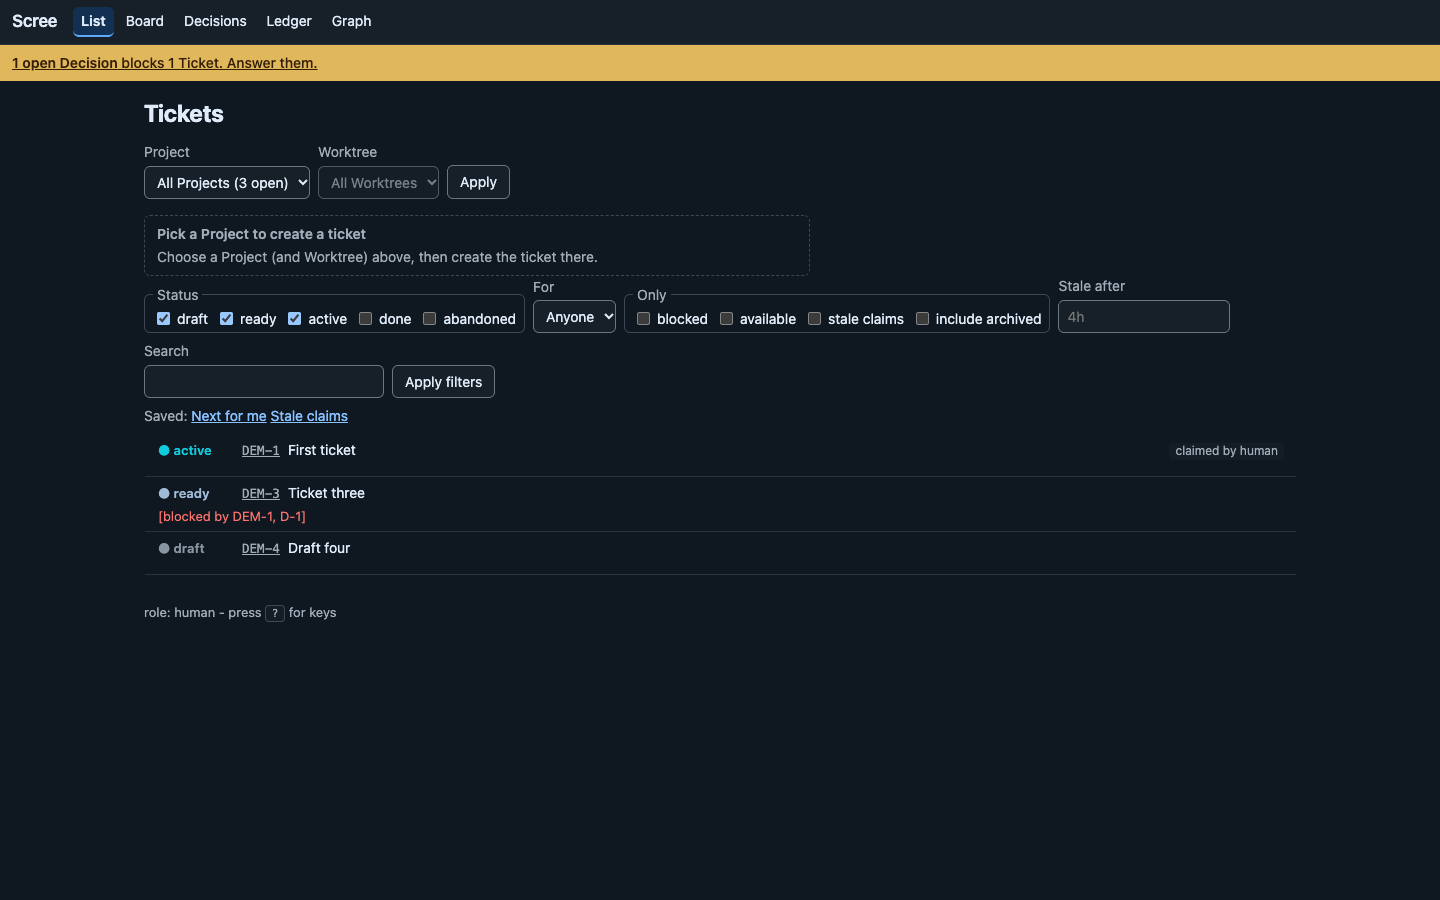 Scree List Board Decisions Ledger Graph
1 open Decision blocks 1 Ticket. Answer them.
Tickets
Project Worktree
All Projects (3 open) All Worktrees Apply
Pick a Project to create a ticket
Choose a Project (and Worktree) above, then create the ticket there.
Status For Only Stale after
draft ready active done abandoned Anyone blocked available stale claims include archived 4h
Search
Apply filters
Saved: Next for me Stale claims
active DEM-1 First ticket claimed by human
ready DEM-3 Ticket three
[blocked by DEM-1, D-1]
draft DEM-4 Draft four
role: human - press ? for keys